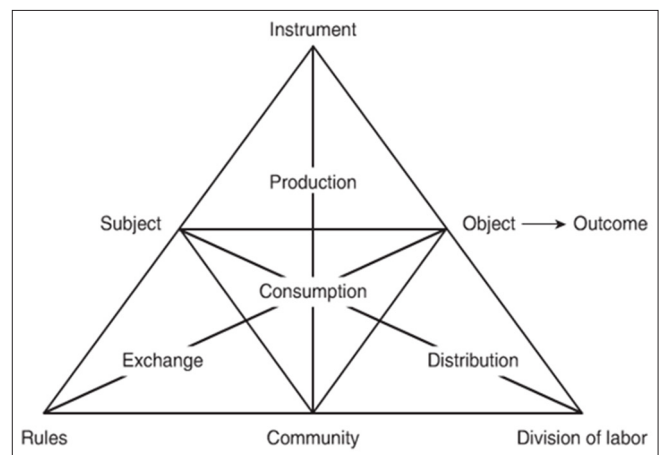 Instrument
Production
Subject
Object → Outcome
Consumption
Exchange
Distribution
Rules
Community
Division of labor